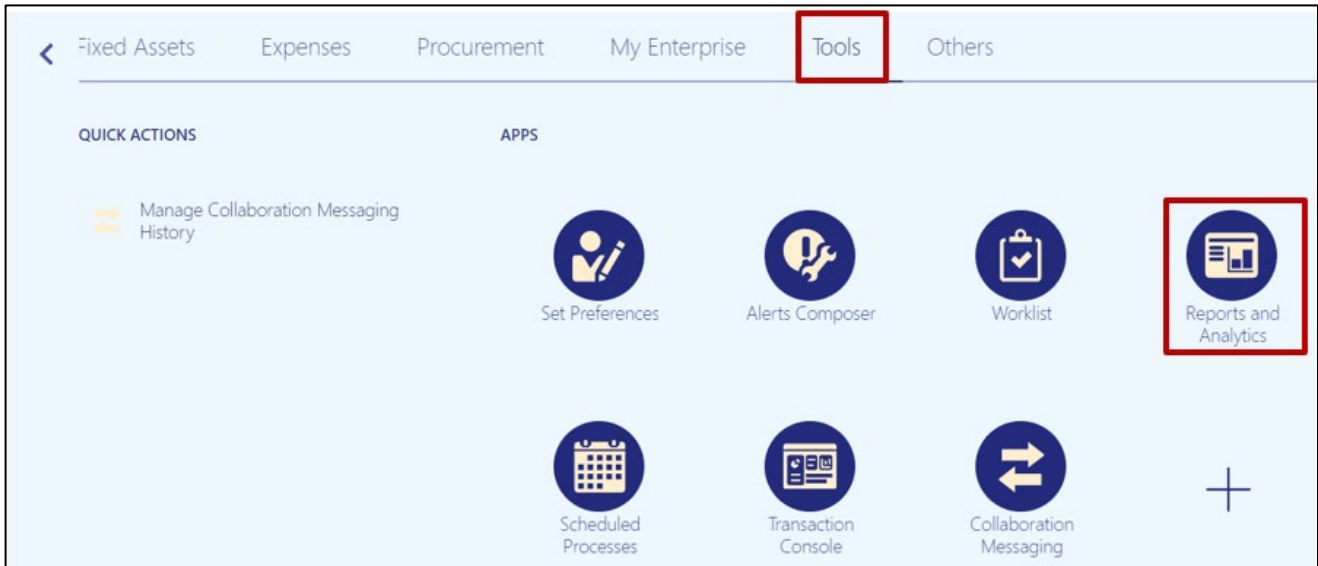 Fixed Assets Expenses Procurement My Enterprise Tools Others
QUICK ACTIONS APPS
Manage Collaboration Messaging
History
Set Preferences Alerts Composer Worklist Reports and
Analytics
Scheduled Transaction Collaboration
Processes Console Messaging